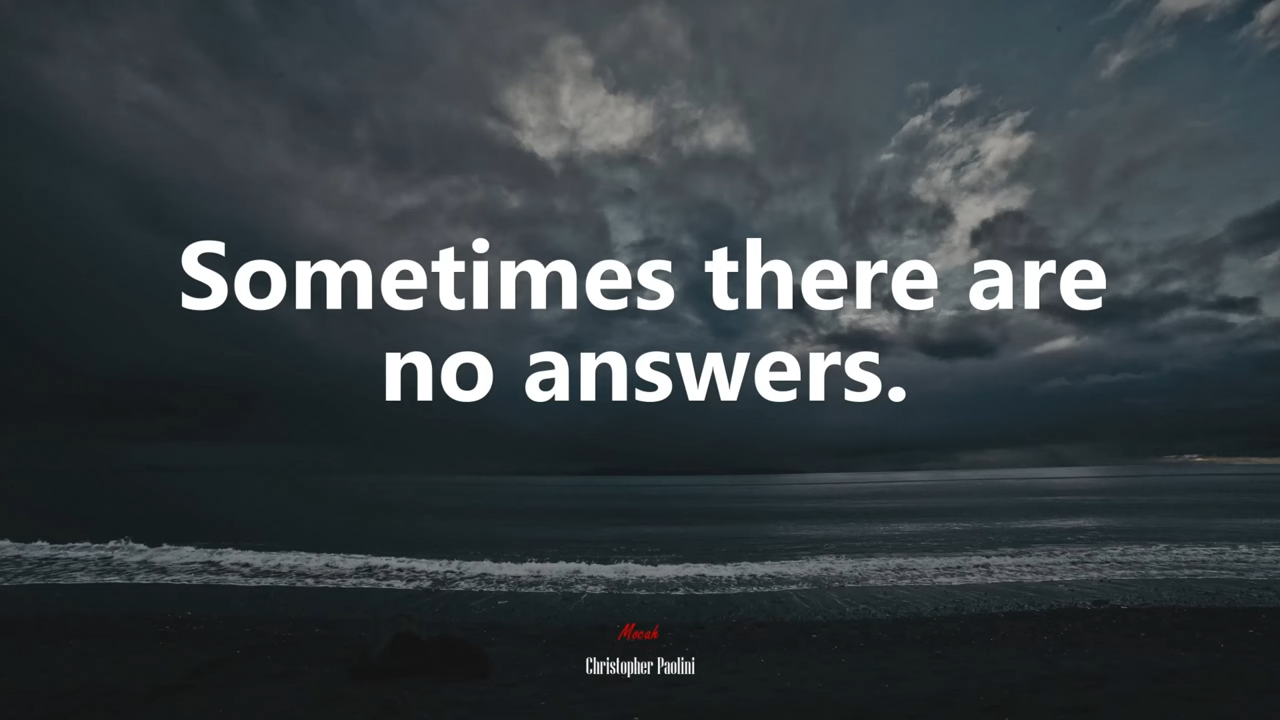 Sometimes there are
no answers.
Mocah
Christopher Paolini